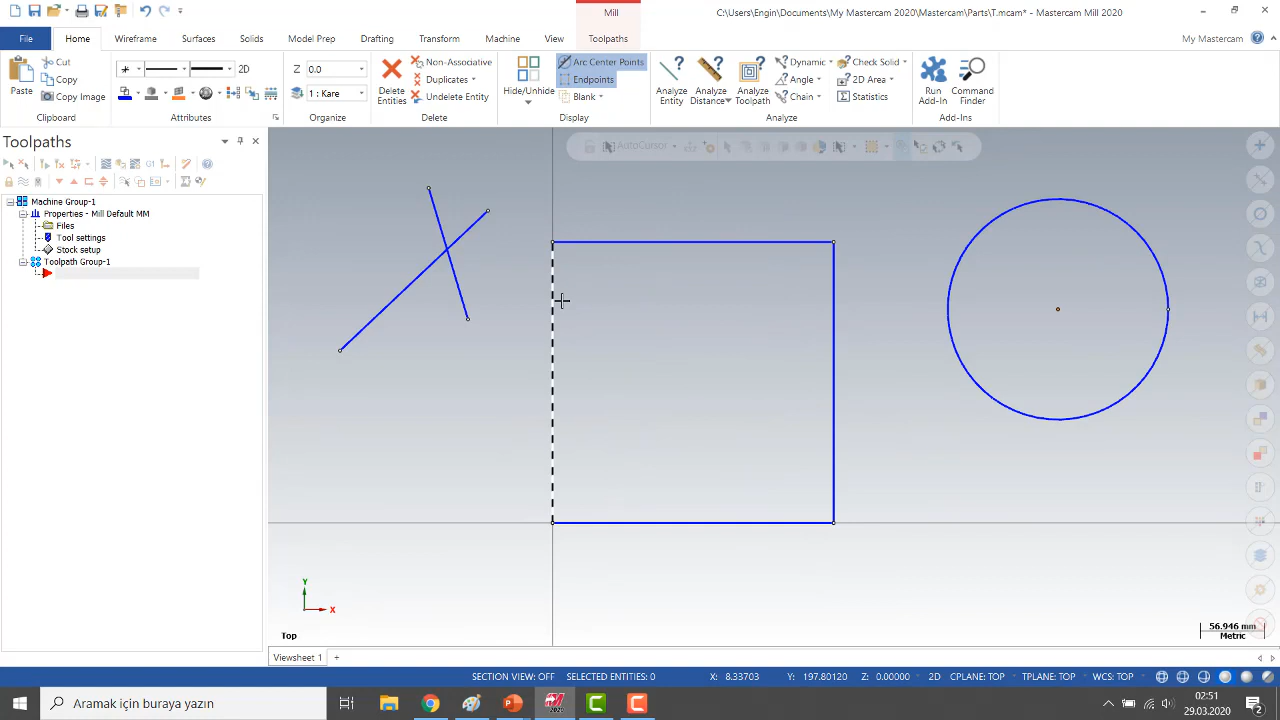 Mill
C:\Users\Engin\Documents\My Mastercam 2020\Mastercam\Parts\T.mcam* - Mastercam Mill 2020
File
Home
Wireframe
Surfaces
Solids
Model Prep
Drafting
Transform
Machine
View
Toolpaths
My Mastercam
Paste
Cut
Copy
Copy Image
Clipboard
2D
Attributes
Z 0.0
1 : Kare
Organize
Delete
Entities
Non-Associative
Duplicates
Undelete Entity
Delete
Hide/Unhide
Arc Center Points
Endpoints
Blank
Display
Analyze
Entity
Analyze
Distance
Analyze
Toolpath
Dynamic
Angle
Chain
Check Solid
2D Area
Statistics
Analyze
Run
Add-In
Command
Finder
Add-Ins
Toolpaths
G1
Machine Group-1
Properties - Mill Default MM
Files
Tool settings
Stock setup
Toolpath Group-1
AutoCursor
Y
X
Top
56.946 mm
Metric
Viewsheet 1
+
SECTION VIEW: OFF
SELECTED ENTITIES: 0
X: 8.33703
Y: 197.80120
Z: 0.00000
2D
CPLANE: TOP
TPLANE: TOP
WCS: TOP
Aramak için buraya yazın
2020
02:51
29.03.2020
2